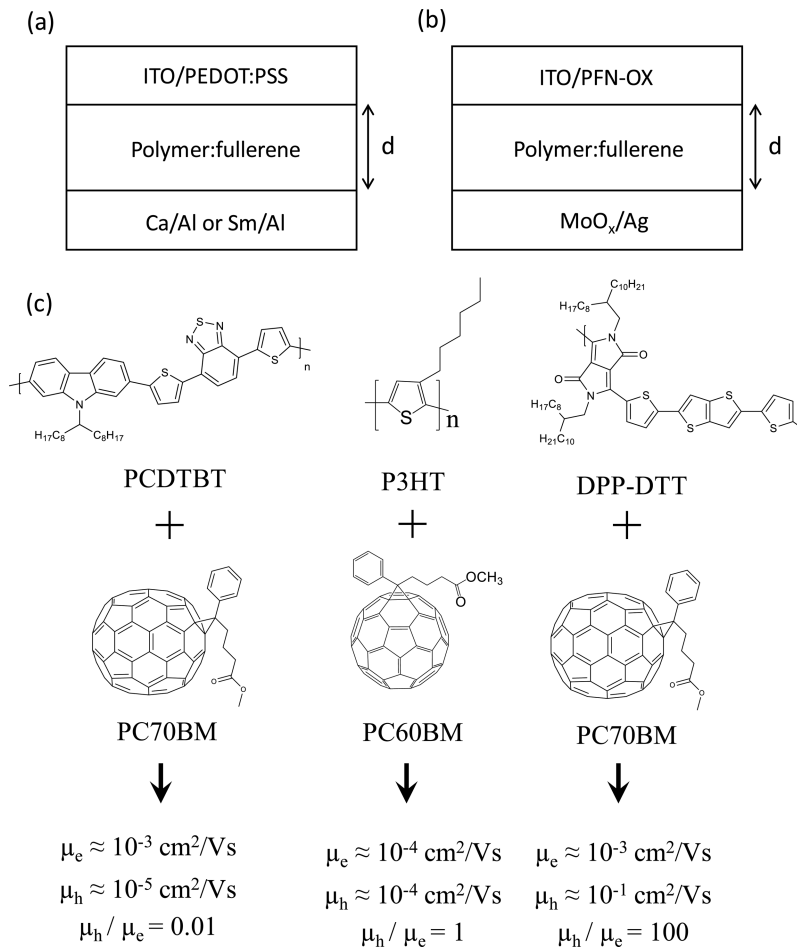 (a)
ITO/PEDOT:PSS
Polymer:fullerene
d
Ca/Al or Sm/Al
(b)
ITO/PFN-OX
Polymer:fullerene
d
MoOₓ/Ag
(c)
S
N
N
S
S
n
N
H₁₇C₈
C₈H₁₇
PCDTBT
+
PC70BM
O
O
μₑ ≈ 10⁻³ cm²/Vs
μₕ ≈ 10⁻⁵ cm²/Vs
μₕ / μₑ = 0.01
S
n
P3HT
+
OCH₃
O
PC60BM
μₑ ≈ 10⁻⁴ cm²/Vs
μₕ ≈ 10⁻⁴ cm²/Vs
μₕ / μₑ = 1
C₁₀H₂₁
H₁₇C₈
N
O
O
N
H₁₇C₈
H₂₁C₁₀
S
S
S
S
DPP-DTT
+
O
O
PC70BM
μₑ ≈ 10⁻³ cm²/Vs
μₕ ≈ 10⁻¹ cm²/Vs
μₕ / μₑ = 100